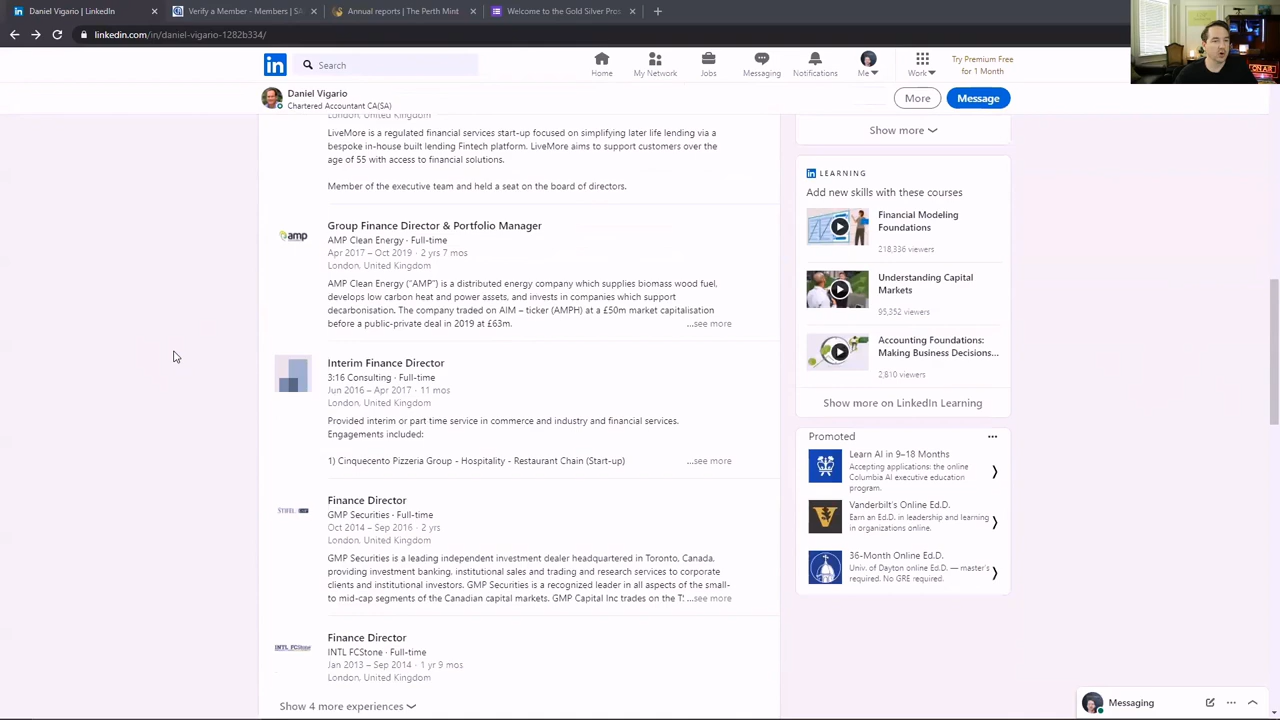 Daniel Vigario | LinkedIn
Verify a Member - Members | SA
Annual reports | The Perth Mint
Welcome to the Gold Silver Pros
linkedin.com/in/daniel-vigario-1282b334/
Search
Home
My Network
Jobs
Messaging
Notifications
Me
Work
Try Premium Free
for 1 Month
Daniel Vigario
Chartered Accountant CA(SA)
More
Message
London, United Kingdom
LiveMore is a regulated financial services start-up focused on simplifying later life lending via a
bespoke in-house built lending Fintech platform. LiveMore aims to support customers over the
age of 55 with access to financial solutions.
Member of the executive team and held a seat on the board of directors.
amp
Group Finance Director & Portfolio Manager
AMP Clean Energy · Full-time
Apr 2017 – Oct 2019 · 2 yrs 7 mos
London, United Kingdom
AMP Clean Energy ("AMP") is a distributed energy company which supplies biomass wood fuel,
develops low carbon heat and power assets, and invests in companies which support
decarbonisation. The company traded on AIM – ticker (AMPH) at a £50m market capitalisation
before a public-private deal in 2019 at £63m.
...see more
Interim Finance Director
3:16 Consulting · Full-time
Jun 2016 – Apr 2017 · 11 mos
London, United Kingdom
Provided interim or part time service in commerce and industry and financial services.
Engagements included:
1) Cinquecento Pizzeria Group - Hospitality - Restaurant Chain (Start-up)
...see more
Finance Director
GMP Securities · Full-time
Oct 2014 – Sep 2016 · 2 yrs
London, United Kingdom
GMP Securities is a leading independent investment dealer headquartered in Toronto, Canada,
providing investment banking, institutional sales and trading and research services to corporate
clients and institutional investors. GMP Securities is a recognized leader in all aspects of the small-
to mid-cap segments of the Canadian capital markets. GMP Capital Inc trades on the T: ...see more
INTL FCStone
Finance Director
INTL FCStone · Full-time
Jan 2013 – Sep 2014 · 1 yr 9 mos
London, United Kingdom
Show 4 more experiences
Show more
LEARNING
Add new skills with these courses
Financial Modeling
Foundations
218,336 viewers
Understanding Capital
Markets
95,352 viewers
Accounting Foundations:
Making Business Decisions...
2,810 viewers
Show more on LinkedIn Learning
Promoted
Learn AI in 9–18 Months
Accepting applications: the online
Columbia AI executive education
program.
Vanderbilt's Online Ed.D.
Earn an Ed.D. in leadership and learning
in organizations online.
36-Month Online Ed.D.
Univ. of Dayton online Ed.D. — master's
required. No GRE required.
Messaging